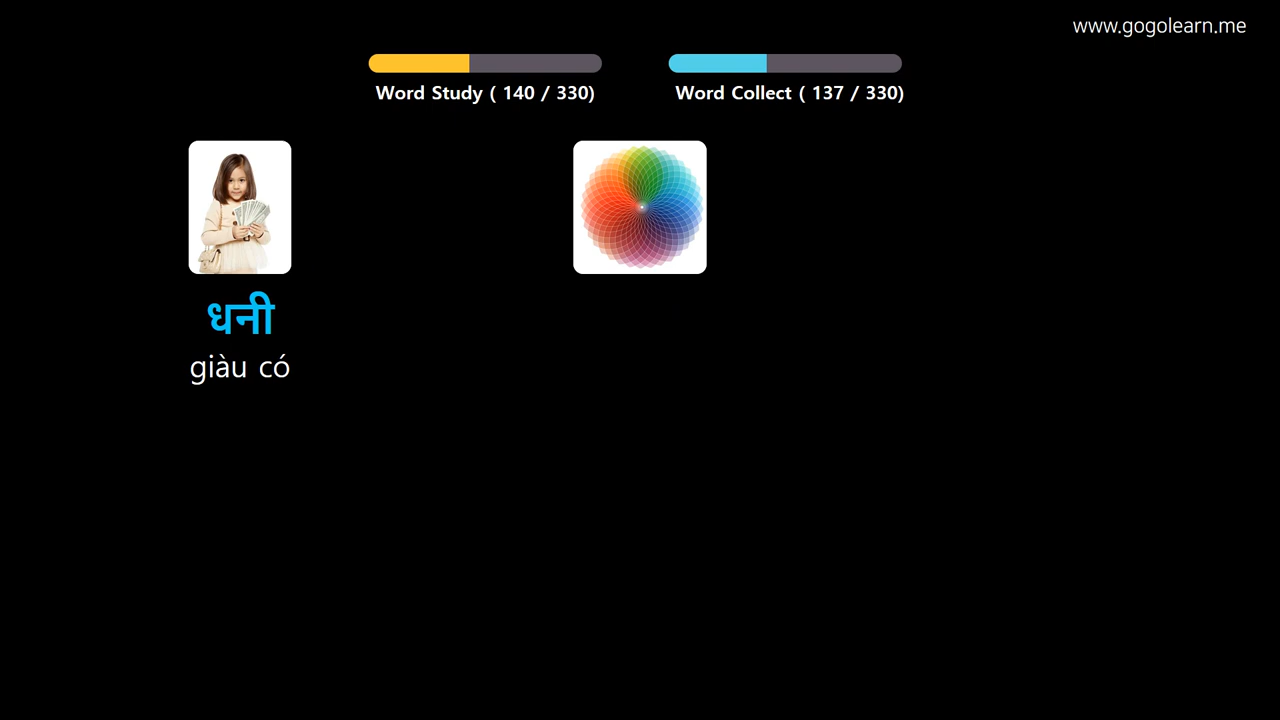 www.gogolearn.me
Word Study ( 140 / 330)
Word Collect ( 137 / 330)
धनी
giàu có